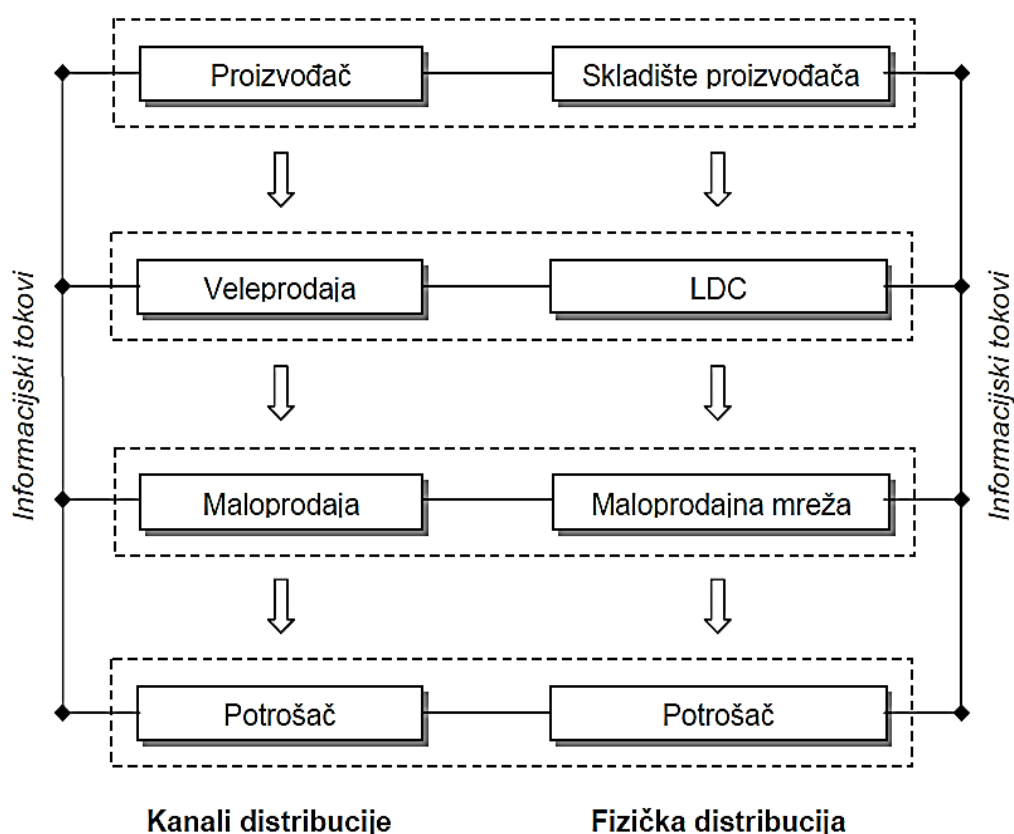 Proizvođač
Skladište proizvođača
Veleprodaja
LDC
Maloprodaja
Maloprodajna mreža
Potrošač
Potrošač
Informacijski tokovi
Informacijski tokovi
Kanali distribucije
Fizička distribucija